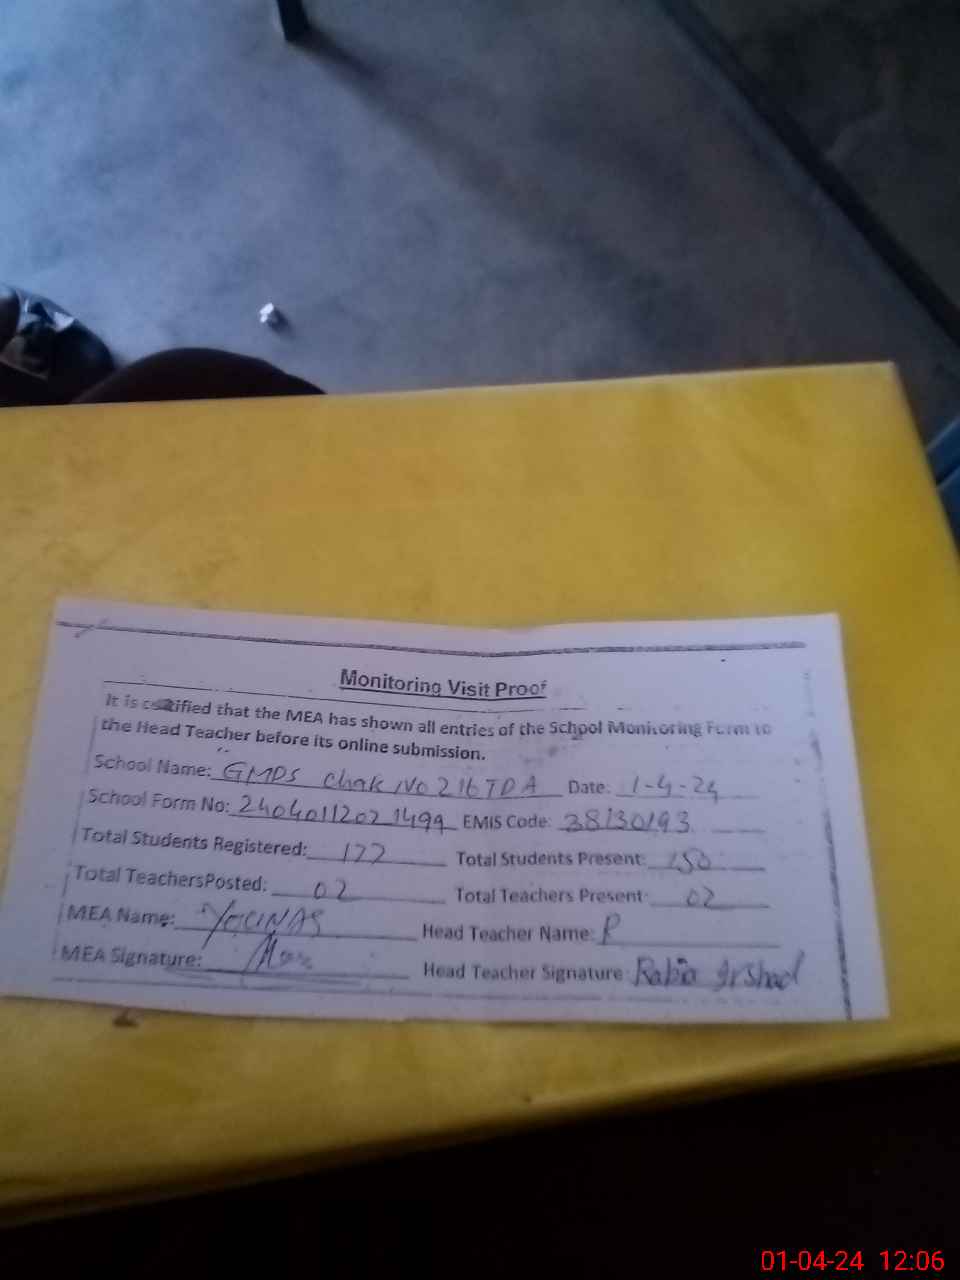 Monitoring Visit Proof
It is certified that the MEA has shown all entries of the School Monitoring Form to
the Head Teacher before its online submission.
School Name: GMPS Chak No 216 TDA Date: 1-4-24
School Form No: 24040112021499 EMIS Code: 38130193
Total Students Registered: 177 Total Students Present: 150
Total TeachersPosted: 02 Total Teachers Present: 02
MEA Name: YOUNAS Head Teacher Name: R
MEA Signature: Head Teacher Signature: Rabia Irshad
01-04-24 12:06